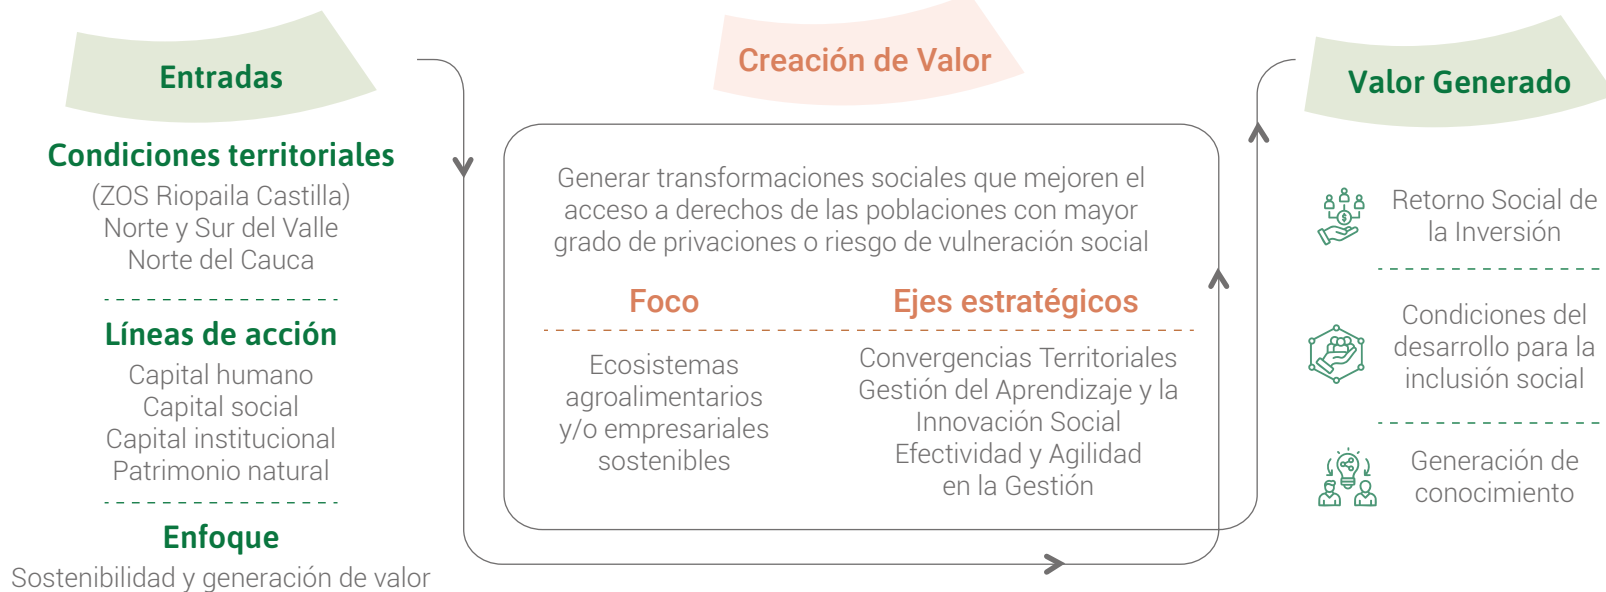 Entradas
Condiciones territoriales
(ZOS Riopaila Castilla)
Norte y Sur del Valle
Norte del Cauca
Líneas de acción
Capital humano
Capital social
Capital institucional
Patrimonio natural
Enfoque
Sostenibilidad y generación de valor
Creación de Valor
Generar transformaciones sociales que mejoren el
acceso a derechos de las poblaciones con mayor
grado de privaciones o riesgo de vulneración social
Foco
Ecosistemas
agroalimentarios
y/o empresariales
sostenibles
Ejes estratégicos
Convergencias Territoriales
Gestión del Aprendizaje y la
Innovación Social
Efectividad y Agilidad
en la Gestión
Valor Generado
Retorno Social de
la Inversión
Condiciones del
desarrollo para la
inclusión social
Generación de
conocimiento